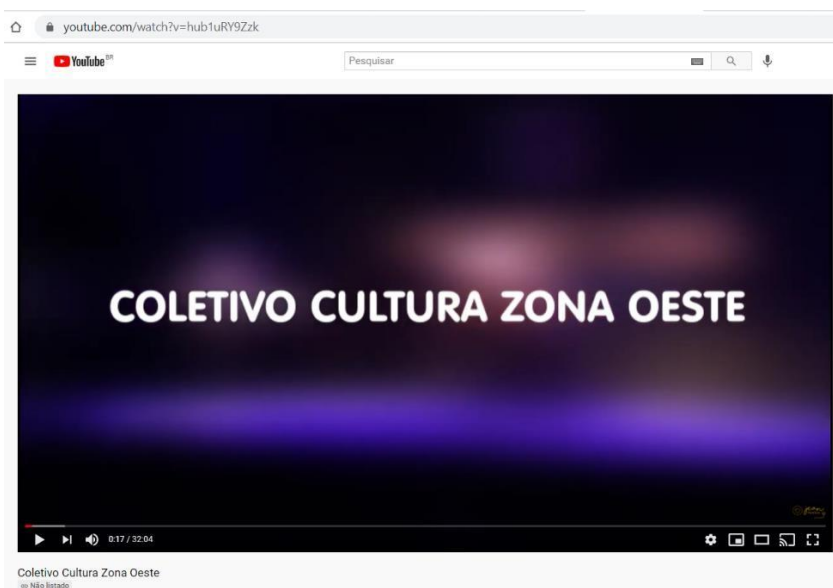 youtube.com/watch?v=hub1uRY9Zzk
YouTube BR
Pesquisar
COLETIVO CULTURA ZONA OESTE
0:17 / 32:04
Coletivo Cultura Zona Oeste
Não listado